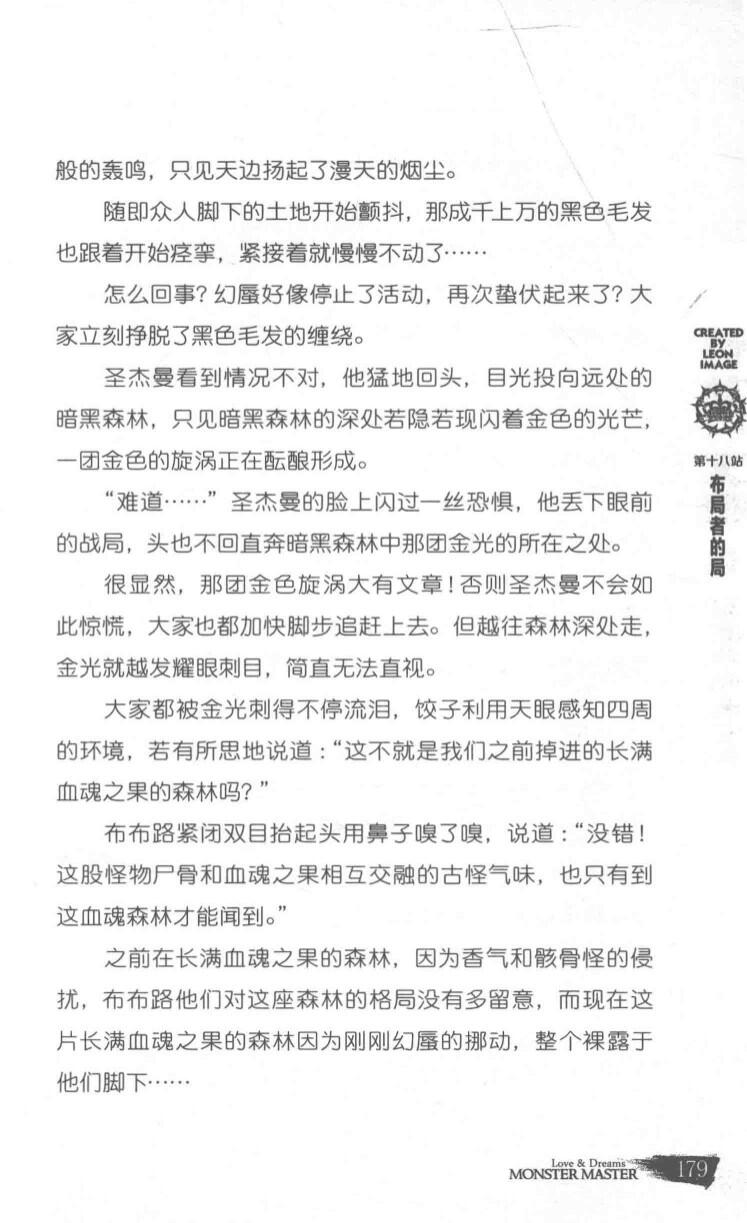 般的轰鸣，只见天边扬起了漫天的烟尘。
随即众人脚下的土地开始颤抖，那成千上万的黑色毛发
也跟着开始痉挛，紧接着就慢慢不动了……
怎么回事？幻蜃好像停止了活动，再次蛰伏起来了？大
家立刻挣脱了黑色毛发的缠绕。
圣杰曼看到情况不对，他猛地回头，目光投向远处的
暗黑森林，只见暗黑森林的深处若隐若现闪着金色的光芒，
一团金色的旋涡正在酝酿形成。
“难道……”圣杰曼的脸上闪过一丝恐惧，他丢下眼前
的战局，头也不回直奔暗黑森林中那团金光的所在之处。
很显然，那团金色旋涡大有文章！否则圣杰曼不会如
此惊慌，大家也都加快脚步追赶上去。但越往森林深处走，
金光就越发耀眼刺目，简直无法直视。
大家都被金光刺得不停流泪，饺子利用天眼感知四周
的环境，若有所思地说道：“这不就是我们之前掉进的长满
血魂之果的森林吗？”
布布路紧闭双目抬起头用鼻子嗅了嗅，说道：“没错！
这股怪物尸骨和血魂之果相互交融的古怪气味，也只有到
这血魂森林才能闻到。”
之前在长满血魂之果的森林，因为香气和骸骨怪的侵
扰，布布路他们对这座森林的格局没有多留意，而现在这
片长满血魂之果的森林因为刚刚幻蜃的挪动，整个裸露于
他们脚下……
CREATED
BY
LEON
IMAGE
第十八站
布局者的局
Love & Dreams
MONSTER MASTER
179